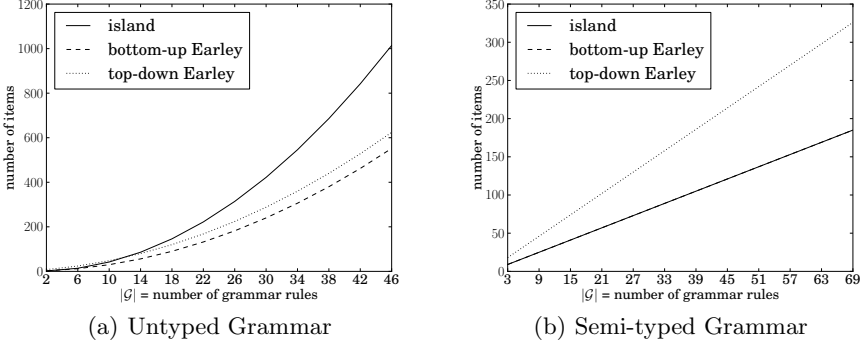 1200
1000
800
600
400
200
0
number of items
island
bottom-up Earley
top-down Earley
2 6 10 14 18 22 26 30 34 38 42 46
|𝒢| = number of grammar rules
(a) Untyped Grammar
350
300
250
200
150
100
50
0
number of items
island
bottom-up Earley
top-down Earley
3 9 15 21 27 33 39 45 51 57 63 69
|𝒢| = number of grammar rules
(b) Semi-typed Grammar